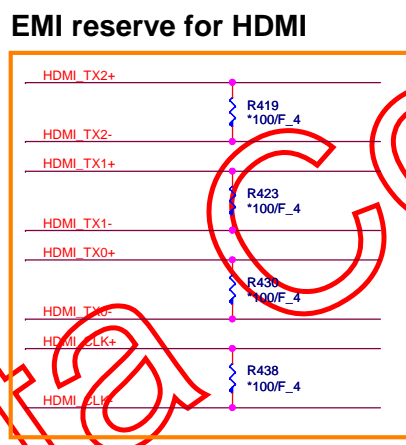 EMI reserve for HDMI
HDMI_TX2+
R419
*100/F_4
HDMI_TX2-
HDMI_TX1+
R423
*100/F_4
HDMI_TX1-
HDMI_TX0+
R430
*100/F_4
HDMI_TX0-
HDMI_CLK+
R438
*100/F_4
HDMI_CLK-